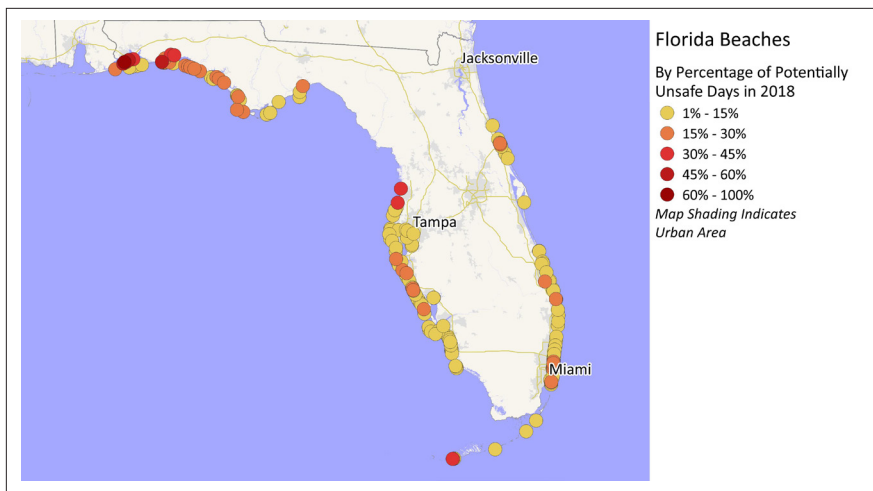 Florida Beaches
By Percentage of Potentially
Unsafe Days in 2018
1% - 15%
15% - 30%
30% - 45%
45% - 60%
60% - 100%
Map Shading Indicates
Urban Area
Jacksonville
Tampa
Miami